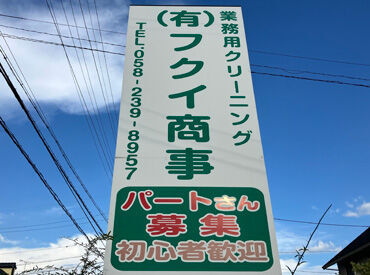 業務用クリーニング
(有)フクイ商事
TEL.058-239-8957
パートさん
募集
初心者歓迎